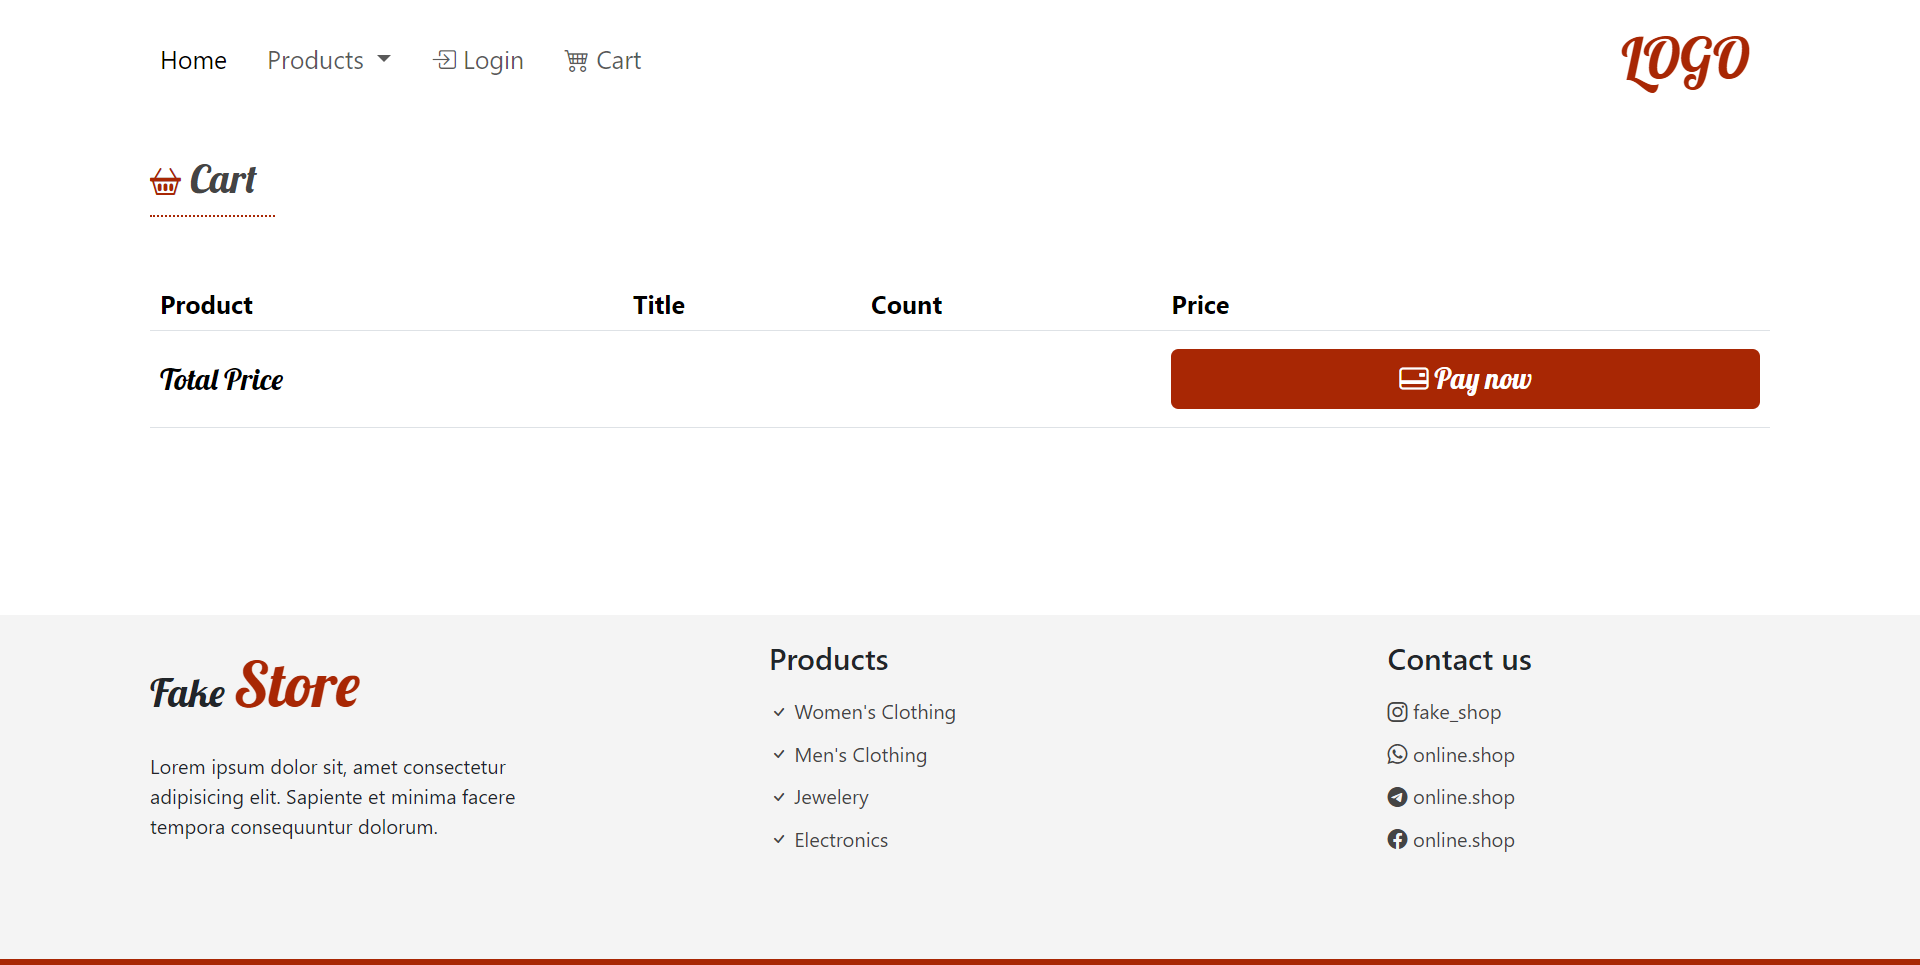 Home Products Login Cart LOGO
Cart
Product Title Count Price
Total Price Pay now
Fake Store
Lorem ipsum dolor sit, amet consectetur
adipisicing elit. Sapiente et minima facere
tempora consequuntur dolorum.
Products
Women's Clothing
Men's Clothing
Jewelery
Electronics
Contact us
fake_shop
online.shop
online.shop
online.shop